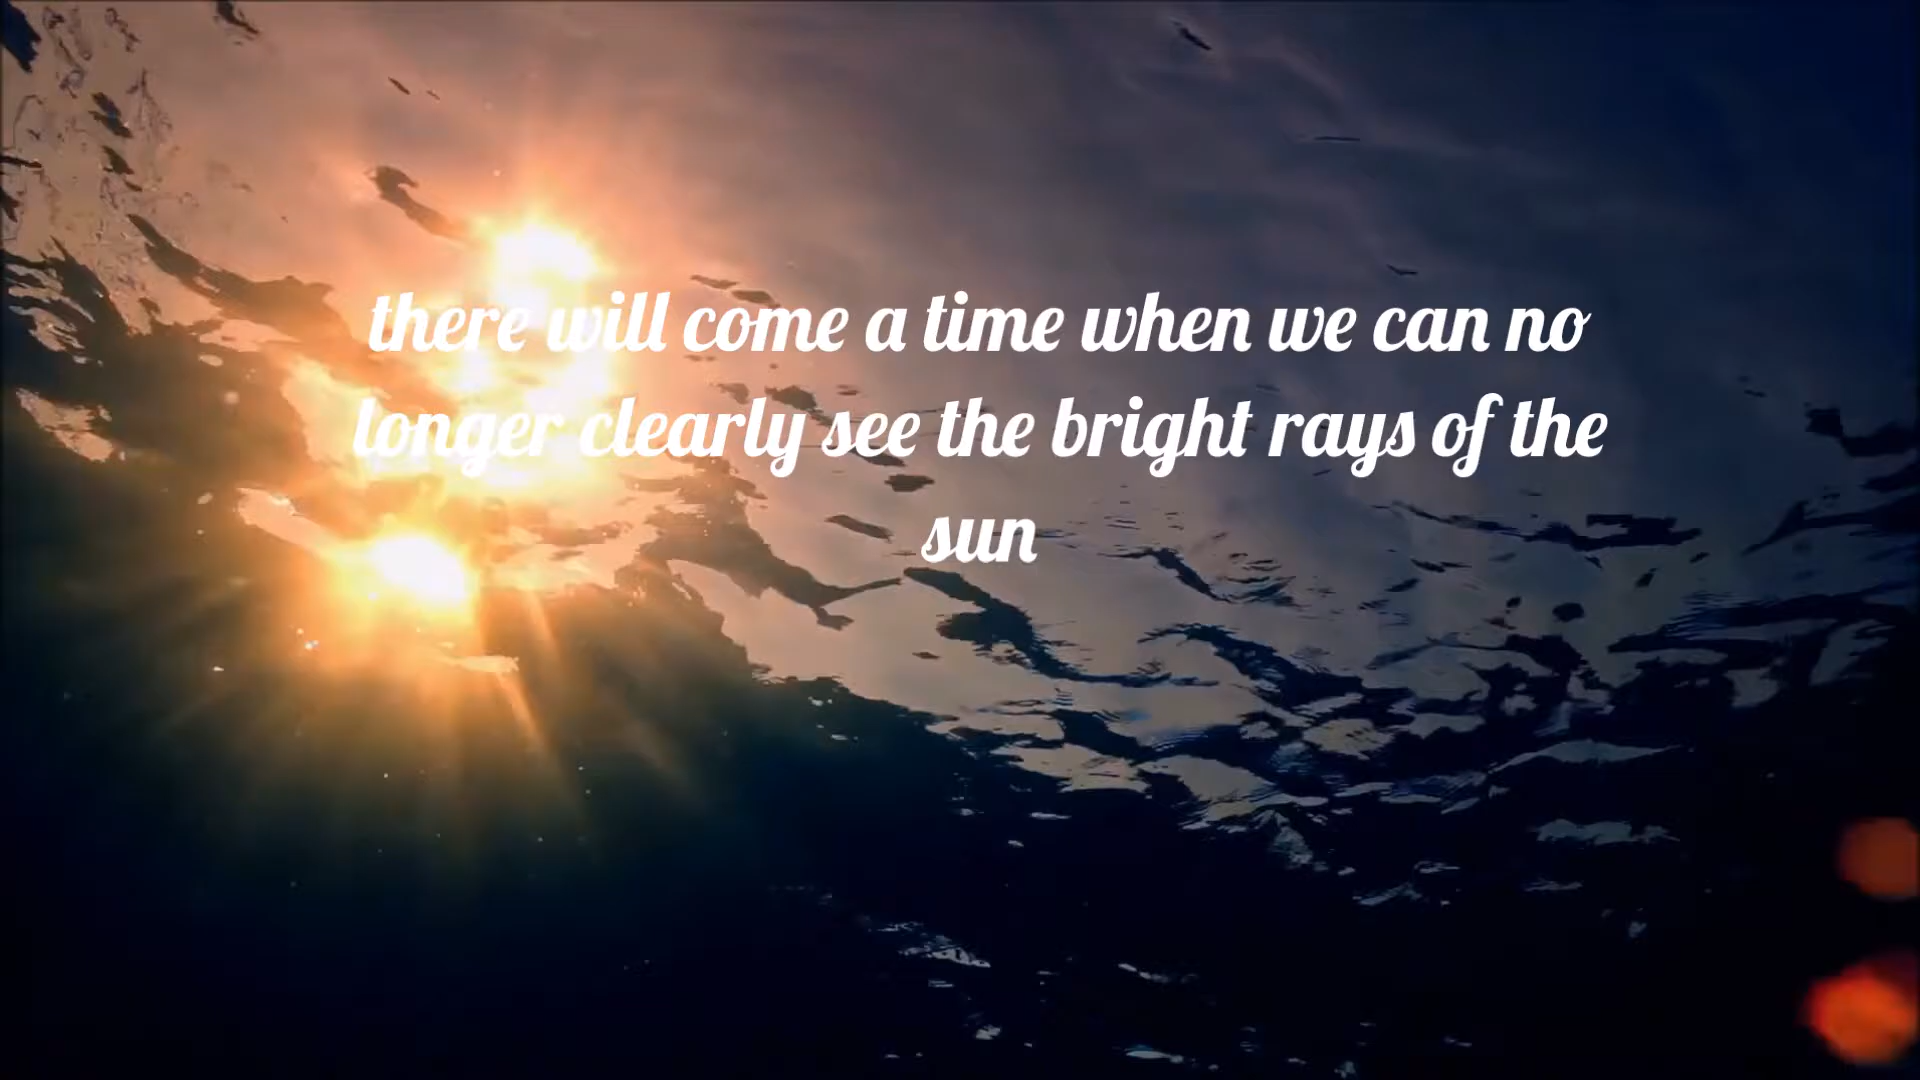 there will come a time when we can no
longer clearly see the bright rays of the
sun